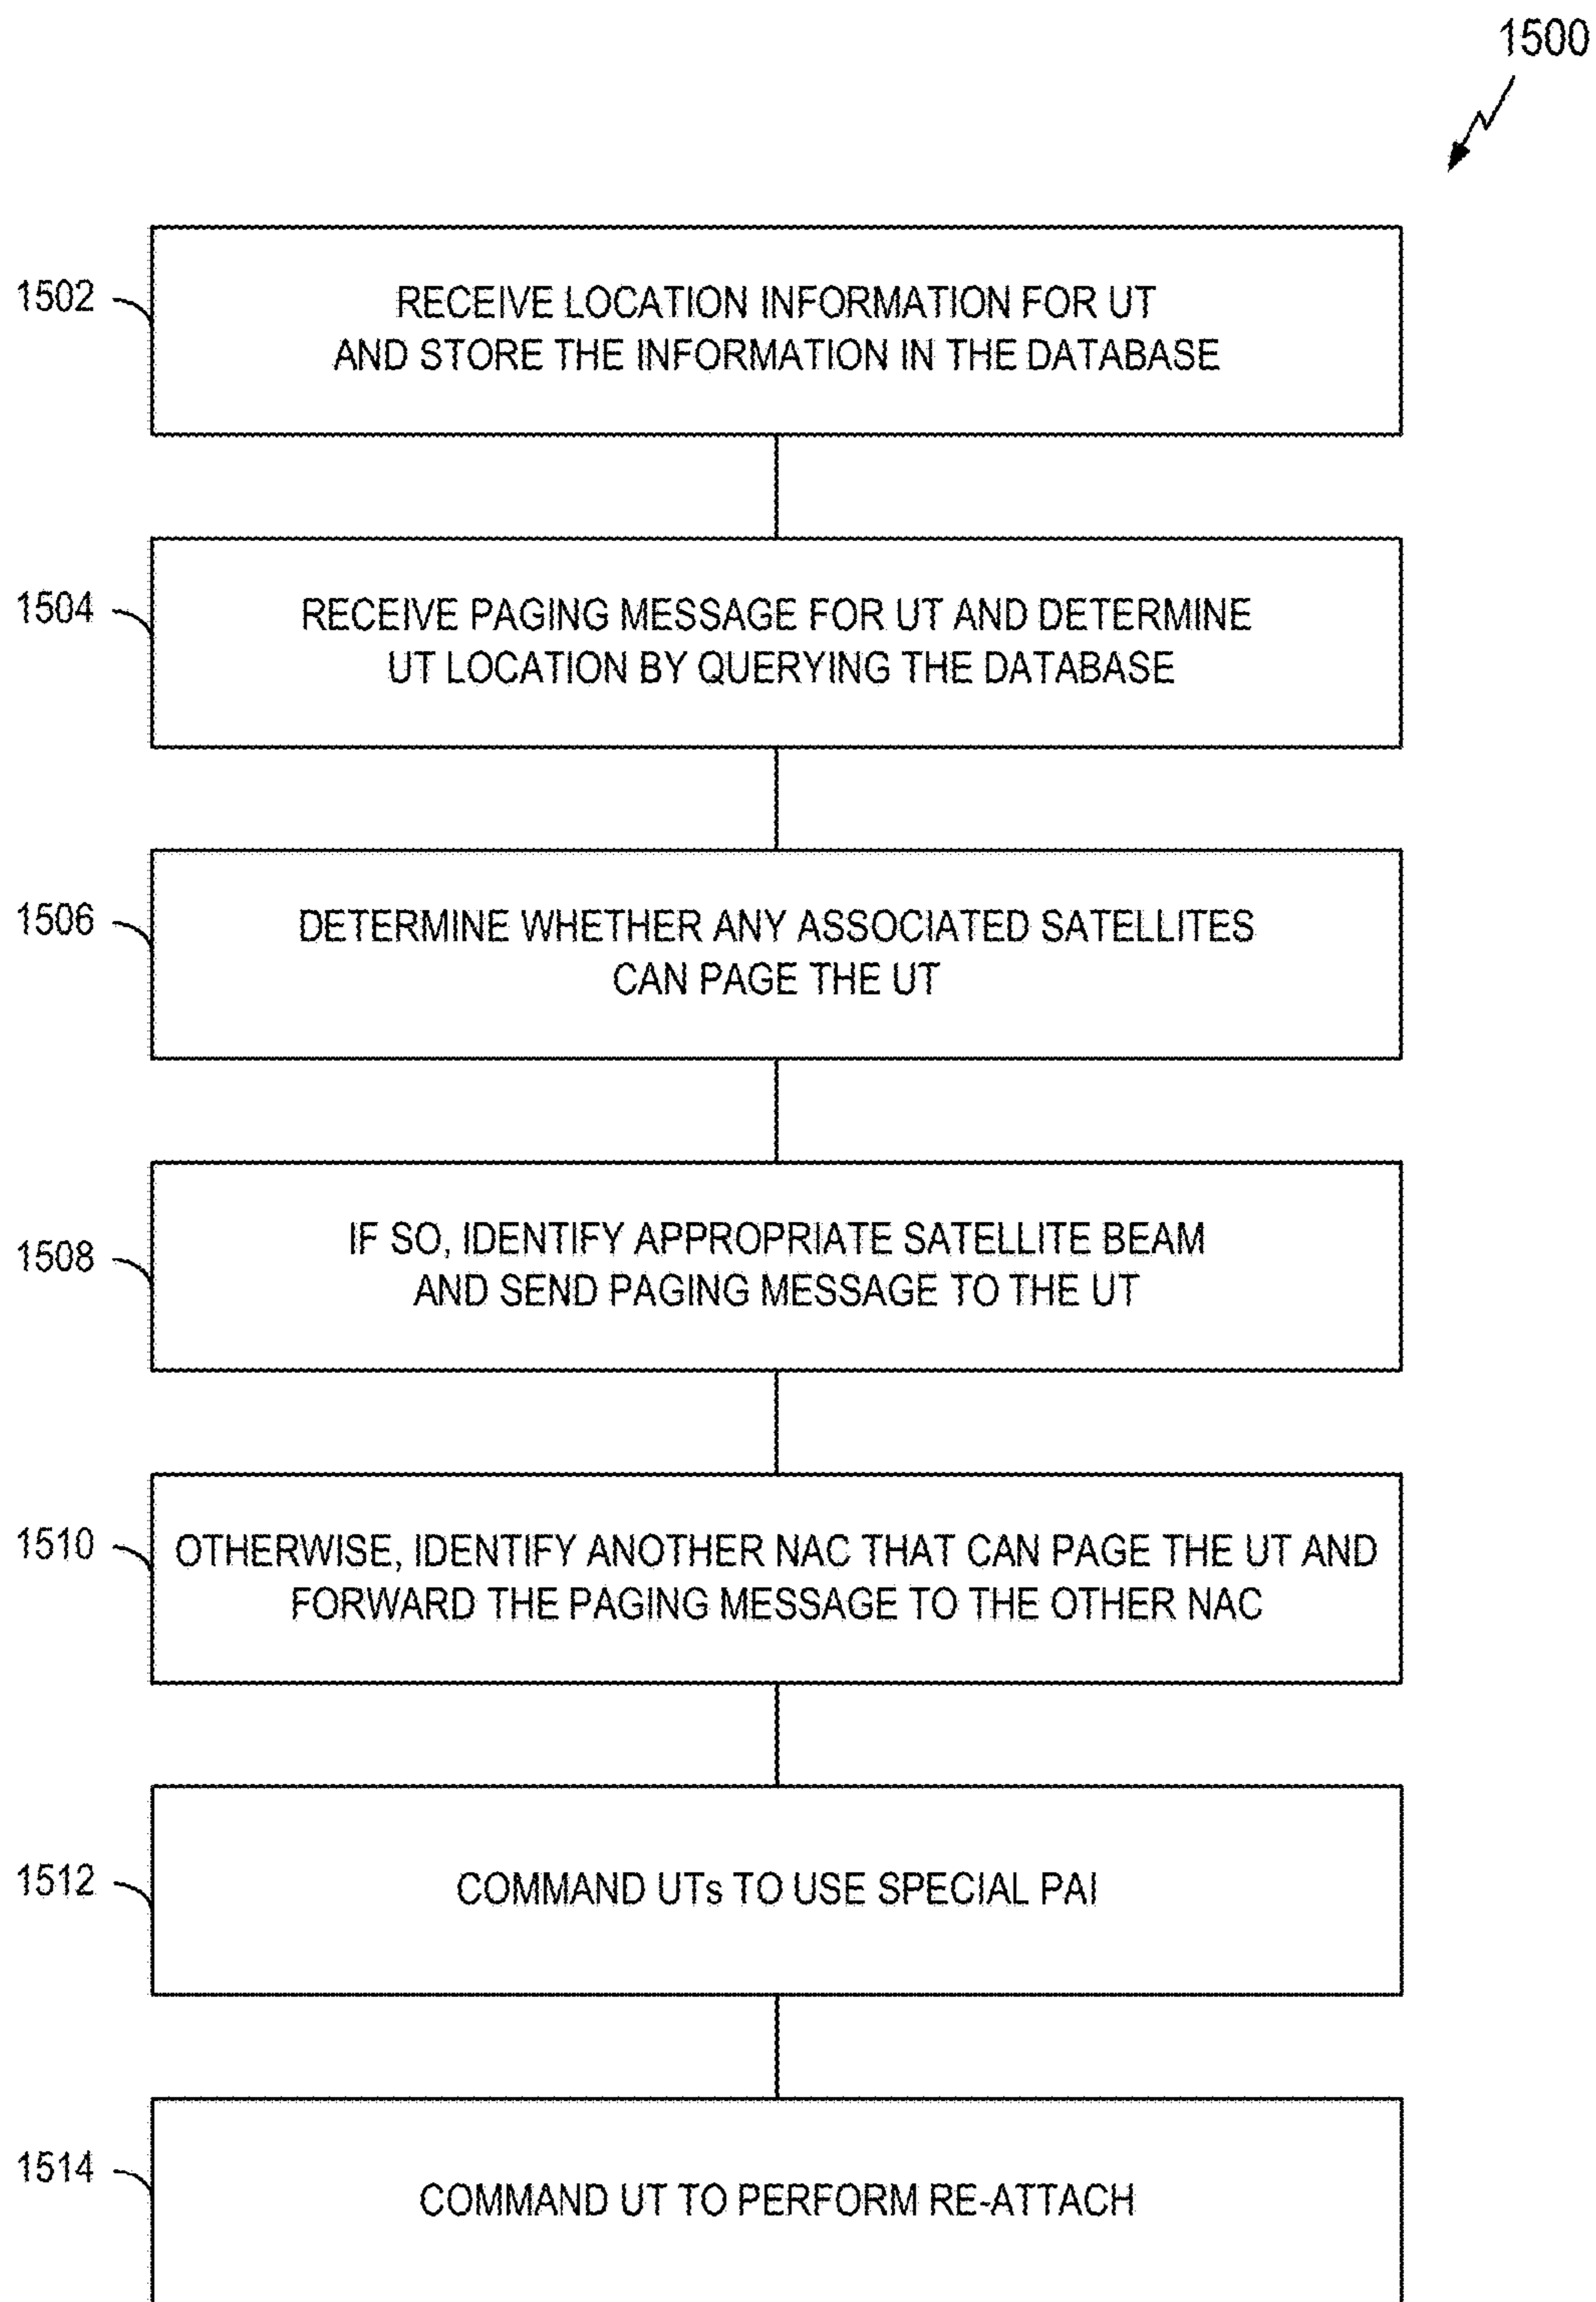 1500
1502
RECEIVE LOCATION INFORMATION FOR UT
AND STORE THE INFORMATION IN THE DATABASE
1504
RECEIVE PAGING MESSAGE FOR UT AND DETERMINE
UT LOCATION BY QUERYING THE DATABASE
1506
DETERMINE WHETHER ANY ASSOCIATED SATELLITES
CAN PAGE THE UT
1508
IF SO, IDENTIFY APPROPRIATE SATELLITE BEAM
AND SEND PAGING MESSAGE TO THE UT
1510
OTHERWISE, IDENTIFY ANOTHER NAC THAT CAN PAGE THE UT AND
FORWARD THE PAGING MESSAGE TO THE OTHER NAC
1512
COMMAND UTs TO USE SPECIAL PAI
1514
COMMAND UT TO PERFORM RE-ATTACH